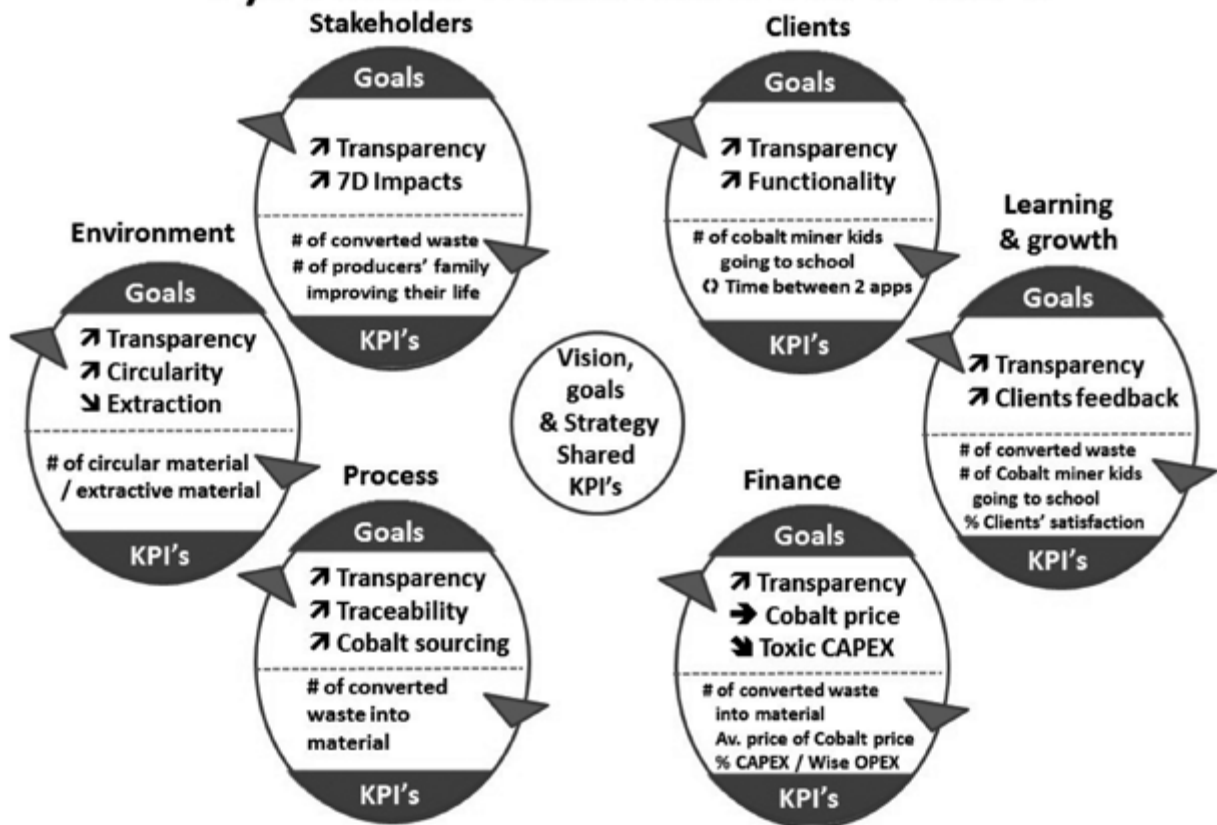 Stakeholders
Goals
↗ Transparency
↗ 7D Impacts
# of converted waste
# of producers' family
improving their life
KPI's
Clients
Goals
↗ Transparency
↗ Functionality
# of cobalt miner kids
going to school
⟲ Time between 2 apps
KPI's
Environment
Goals
↗ Transparency
↗ Circularity
↘ Extraction
# of circular material
/ extractive material
KPI's
Vision,
goals
& Strategy
Shared
KPI's
Learning
& growth
Goals
↗ Transparency
↗ Clients feedback
# of converted waste
# of Cobalt miner kids
going to school
% Clients' satisfaction
KPI's
Process
Goals
↗ Transparency
↗ Traceability
↗ Cobalt sourcing
# of converted
waste into
material
KPI's
Finance
Goals
↗ Transparency
➔ Cobalt price
↘ Toxic CAPEX
# of converted waste
into material
Av. price of Cobalt price
% CAPEX / Wise OPEX
KPI's